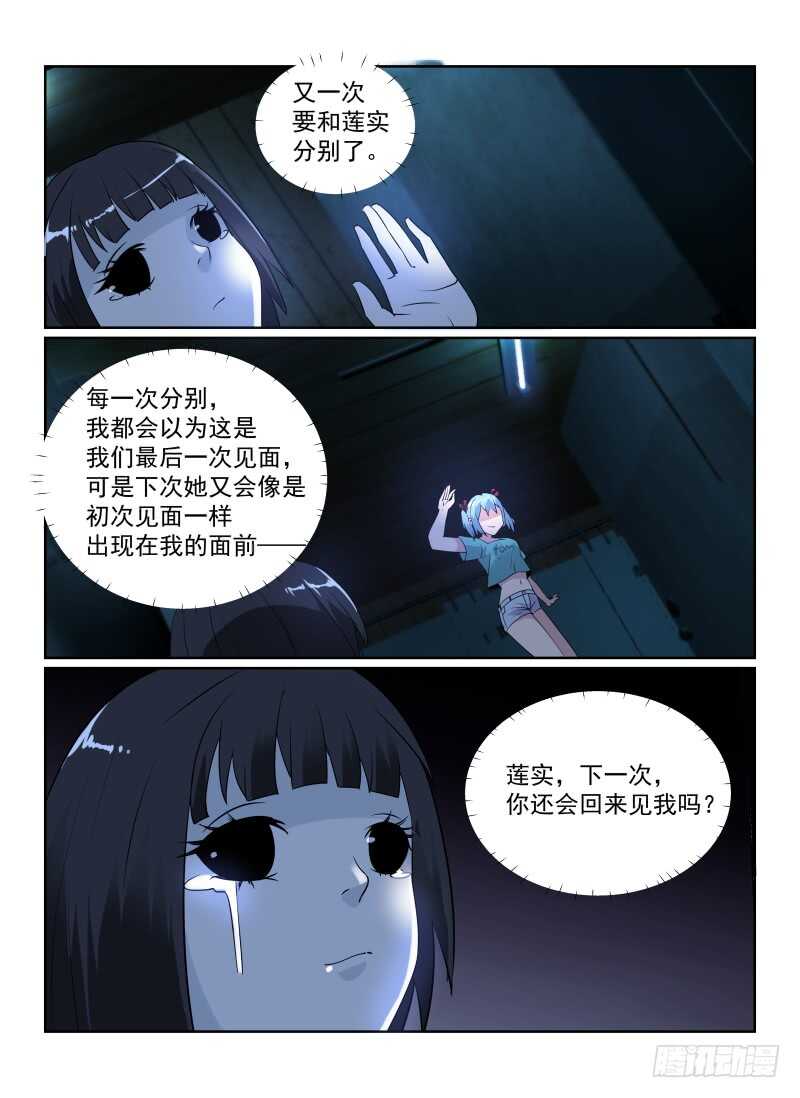 又一次
要和莲实
分别了。
每一次分别，
我都会以为这是
我们最后一次见面，
可是下次她又会像是
初次见面一样
出现在我的面前——
莲实，下一次，
你还会回来见我吗？
腾讯动漫